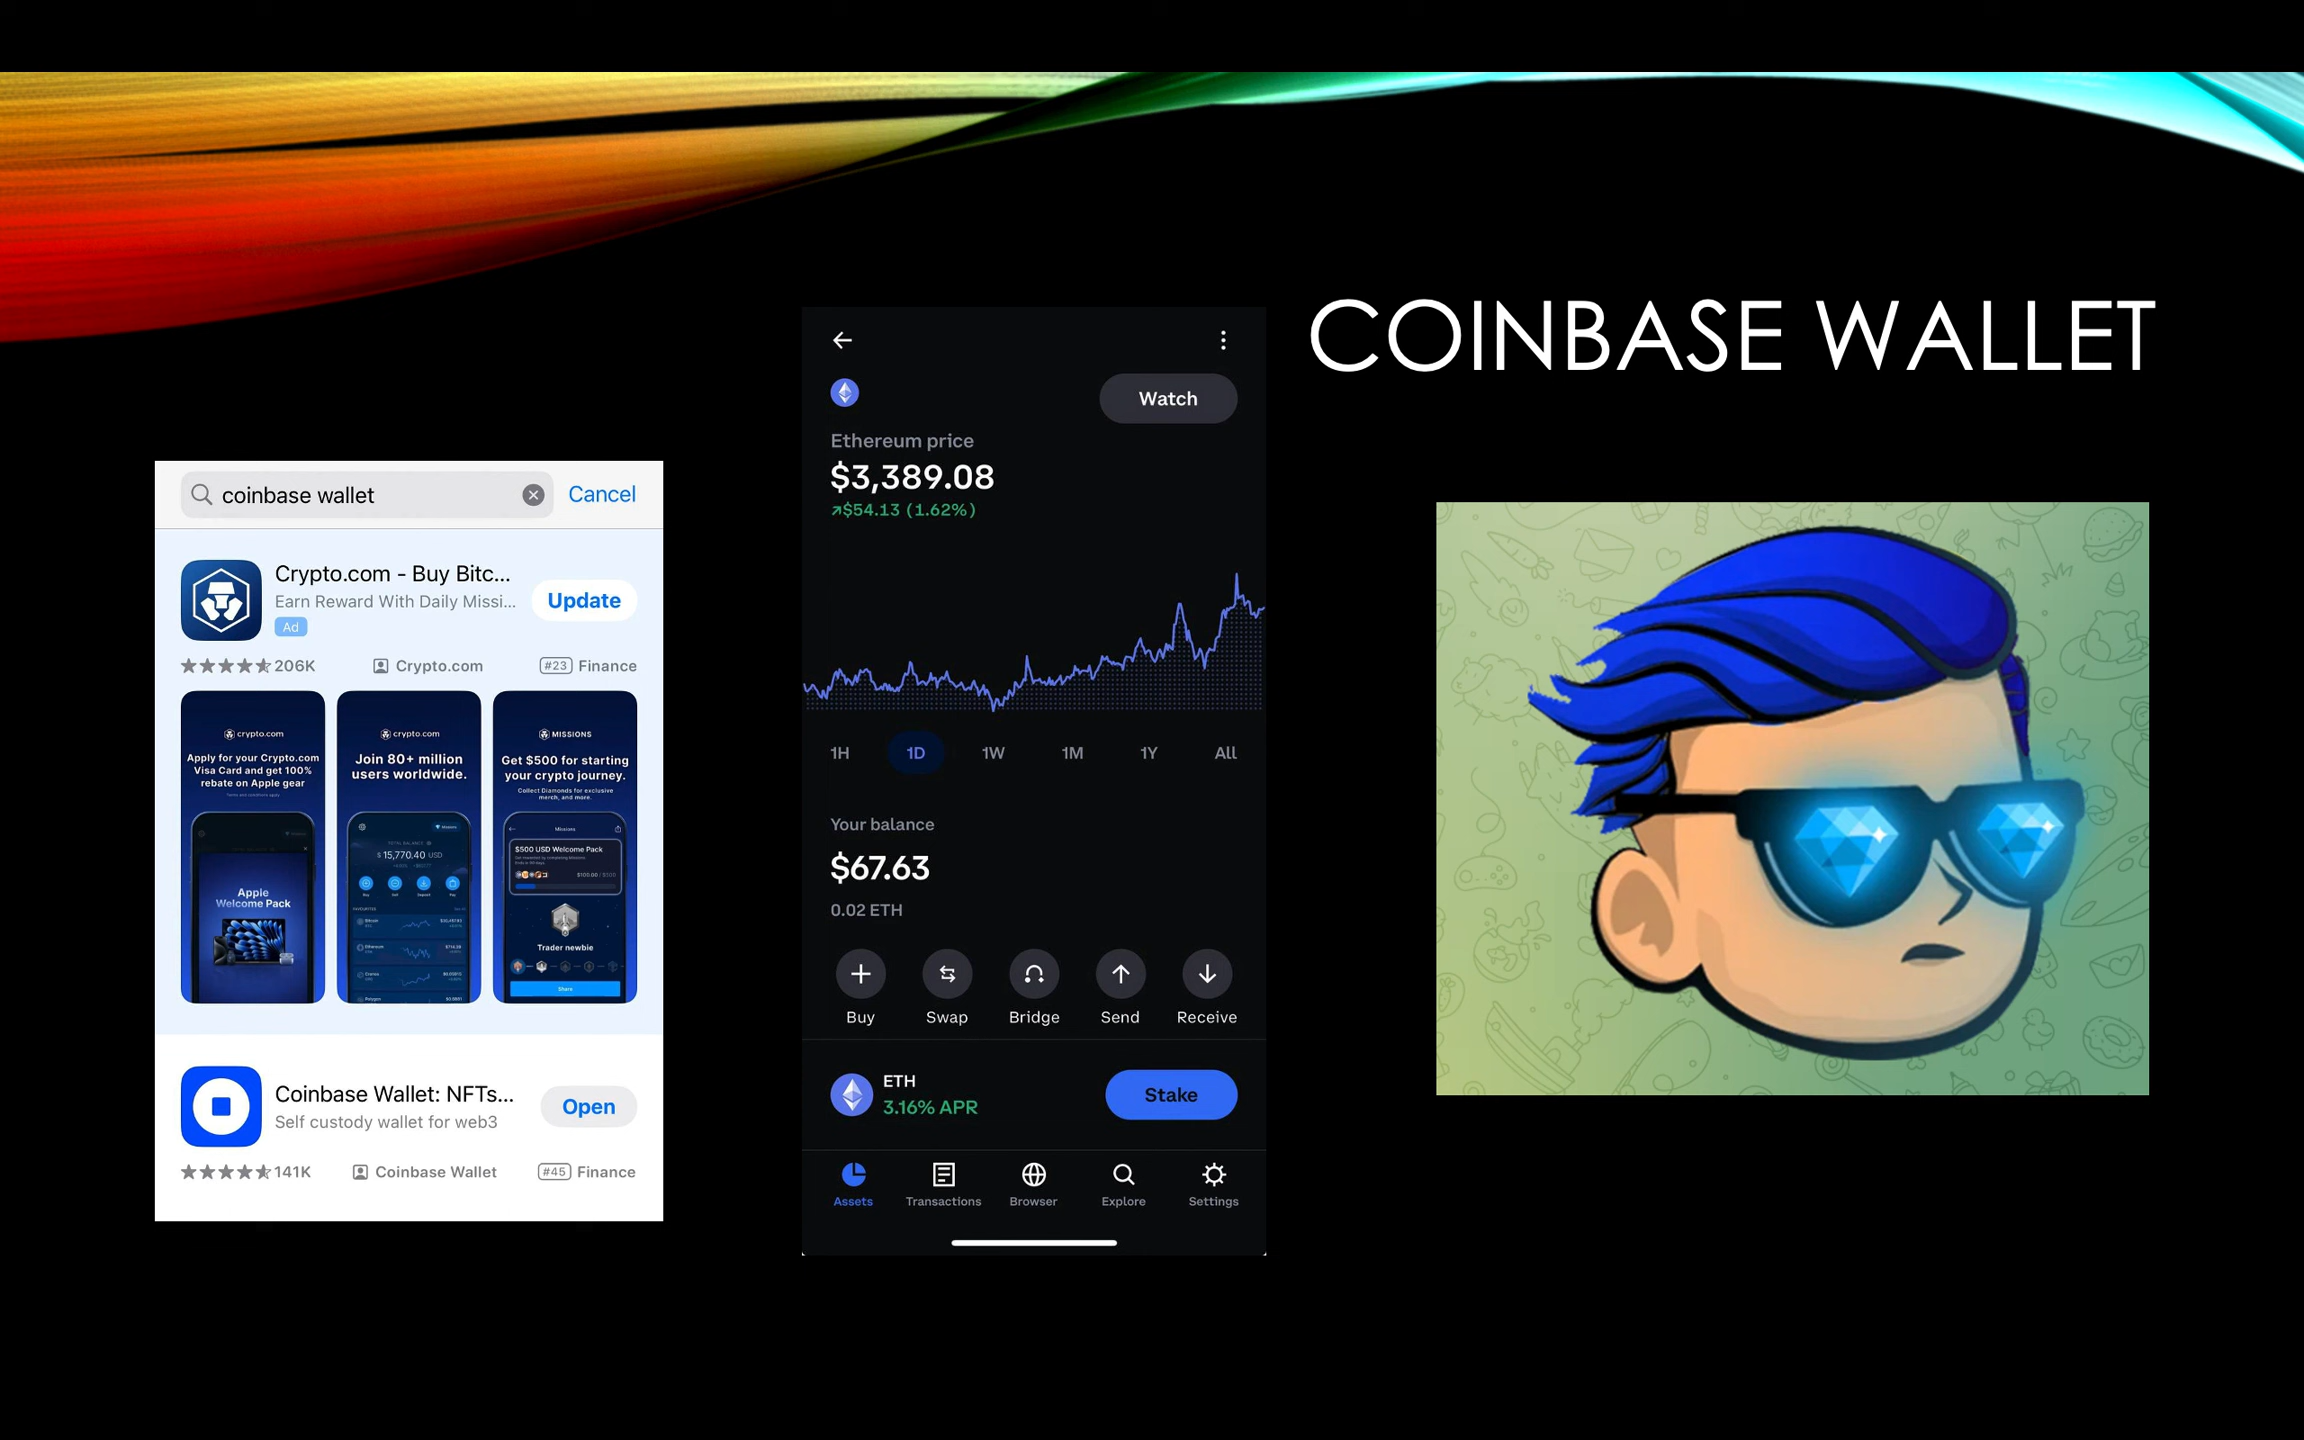 COINBASE WALLET
coinbase wallet
Cancel
Crypto.com - Buy Bitc...
Earn Reward With Daily Missi...
Ad
Update
206K
Crypto.com
#23 Finance
crypto.com
Apply for your Crypto.com
Visa Card and get 100%
rebate on Apple gear
Apple
Welcome Pack
crypto.com
Join 80+ million
users worldwide.
$ 15,770.40 USD
MISSIONS
Get $500 for starting
your crypto journey.
Collect Diamonds for exclusive
merch, and more.
Missions
$500 USD Welcome Pack
Trader newbie
Share
Coinbase Wallet: NFTs...
Self custody wallet for web3
Open
141K
Coinbase Wallet
#45 Finance
Watch
Ethereum price
$3,389.08
↗$54.13 (1.62%)
1H 1D 1W 1M 1Y All
Your balance
$67.63
0.02 ETH
Buy Swap Bridge Send Receive
ETH
3.16% APR
Stake
Assets Transactions Browser Explore Settings